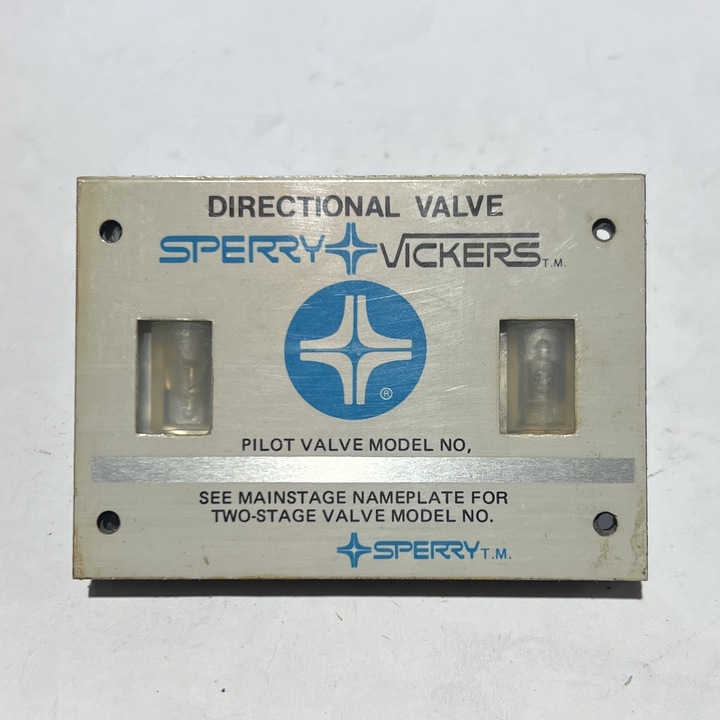 DIRECTIONAL VALVE
SPERRY VICKERS T.M.
®
PILOT VALVE MODEL NO,
SEE MAINSTAGE NAMEPLATE FOR
TWO-STAGE VALVE MODEL NO.
SPERRY T.M.